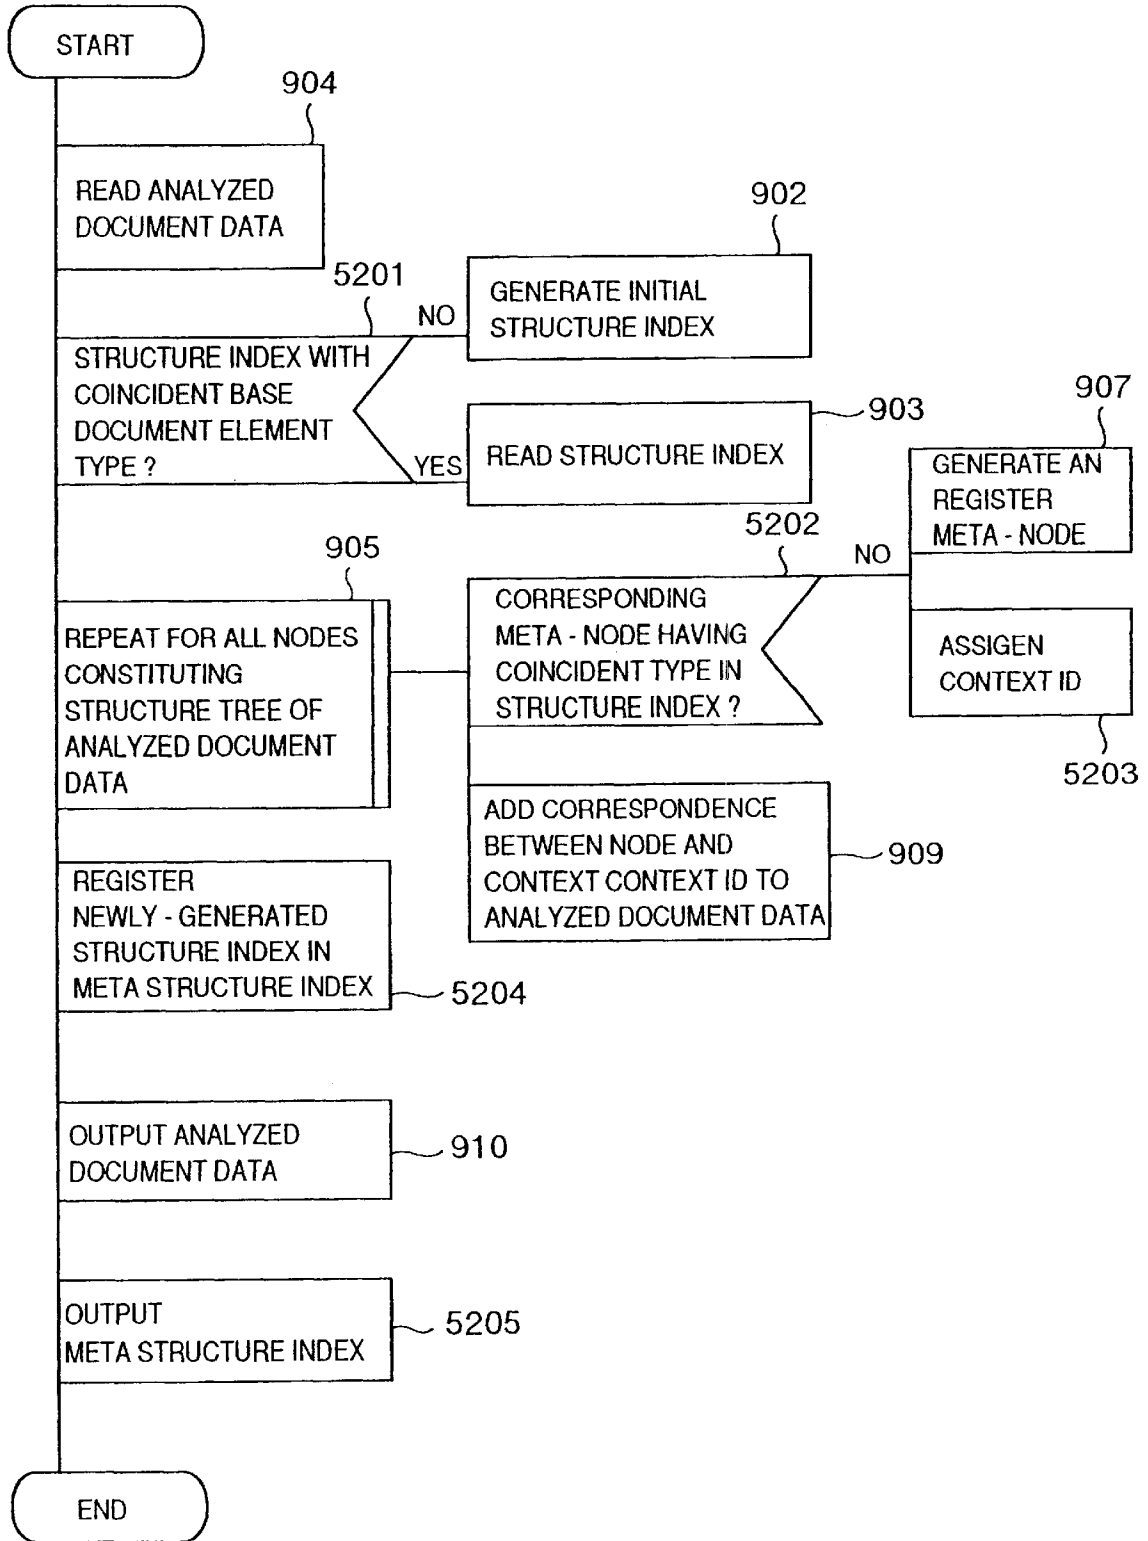 START
904
READ ANALYZED
DOCUMENT DATA
902
5201
NO
GENERATE INITIAL
STRUCTURE INDEX
STRUCTURE INDEX WITH
COINCIDENT BASE
DOCUMENT ELEMENT
TYPE ?
YES
READ STRUCTURE INDEX
903
907
GENERATE AN
REGISTER
META - NODE
905
5202
NO
REPEAT FOR ALL NODES
CONSTITUTING
STRUCTURE TREE OF
ANALYZED DOCUMENT
DATA
CORRESPONDING
META - NODE HAVING
COINCIDENT TYPE IN
STRUCTURE INDEX ?
ASSIGEN
CONTEXT ID
5203
ADD CORRESPONDENCE
BETWEEN NODE AND
CONTEXT CONTEXT ID TO
ANALYZED DOCUMENT DATA
909
REGISTER
NEWLY - GENERATED
STRUCTURE INDEX IN
META STRUCTURE INDEX
5204
OUTPUT ANALYZED
DOCUMENT DATA
910
OUTPUT
META STRUCTURE INDEX
5205
END